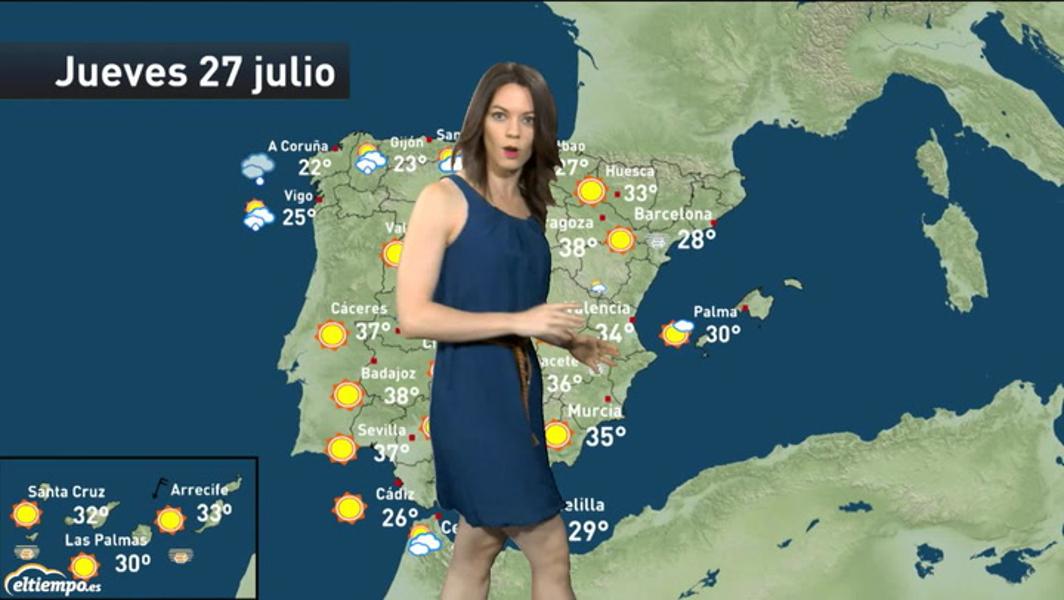 Jueves 27 julio
A Coruña
22°
Gijón
23°
27°
Vigo
25°
Huesca
33°
Barcelona
28°
38°
Cáceres
37°
34°
Palma
30°
Badajoz
38°
36°
Murcia
35°
Sevilla
37°
Cádiz
26°
29°
Santa Cruz
32°
Arrecife
33°
Las Palmas
30°
eltiempo.es